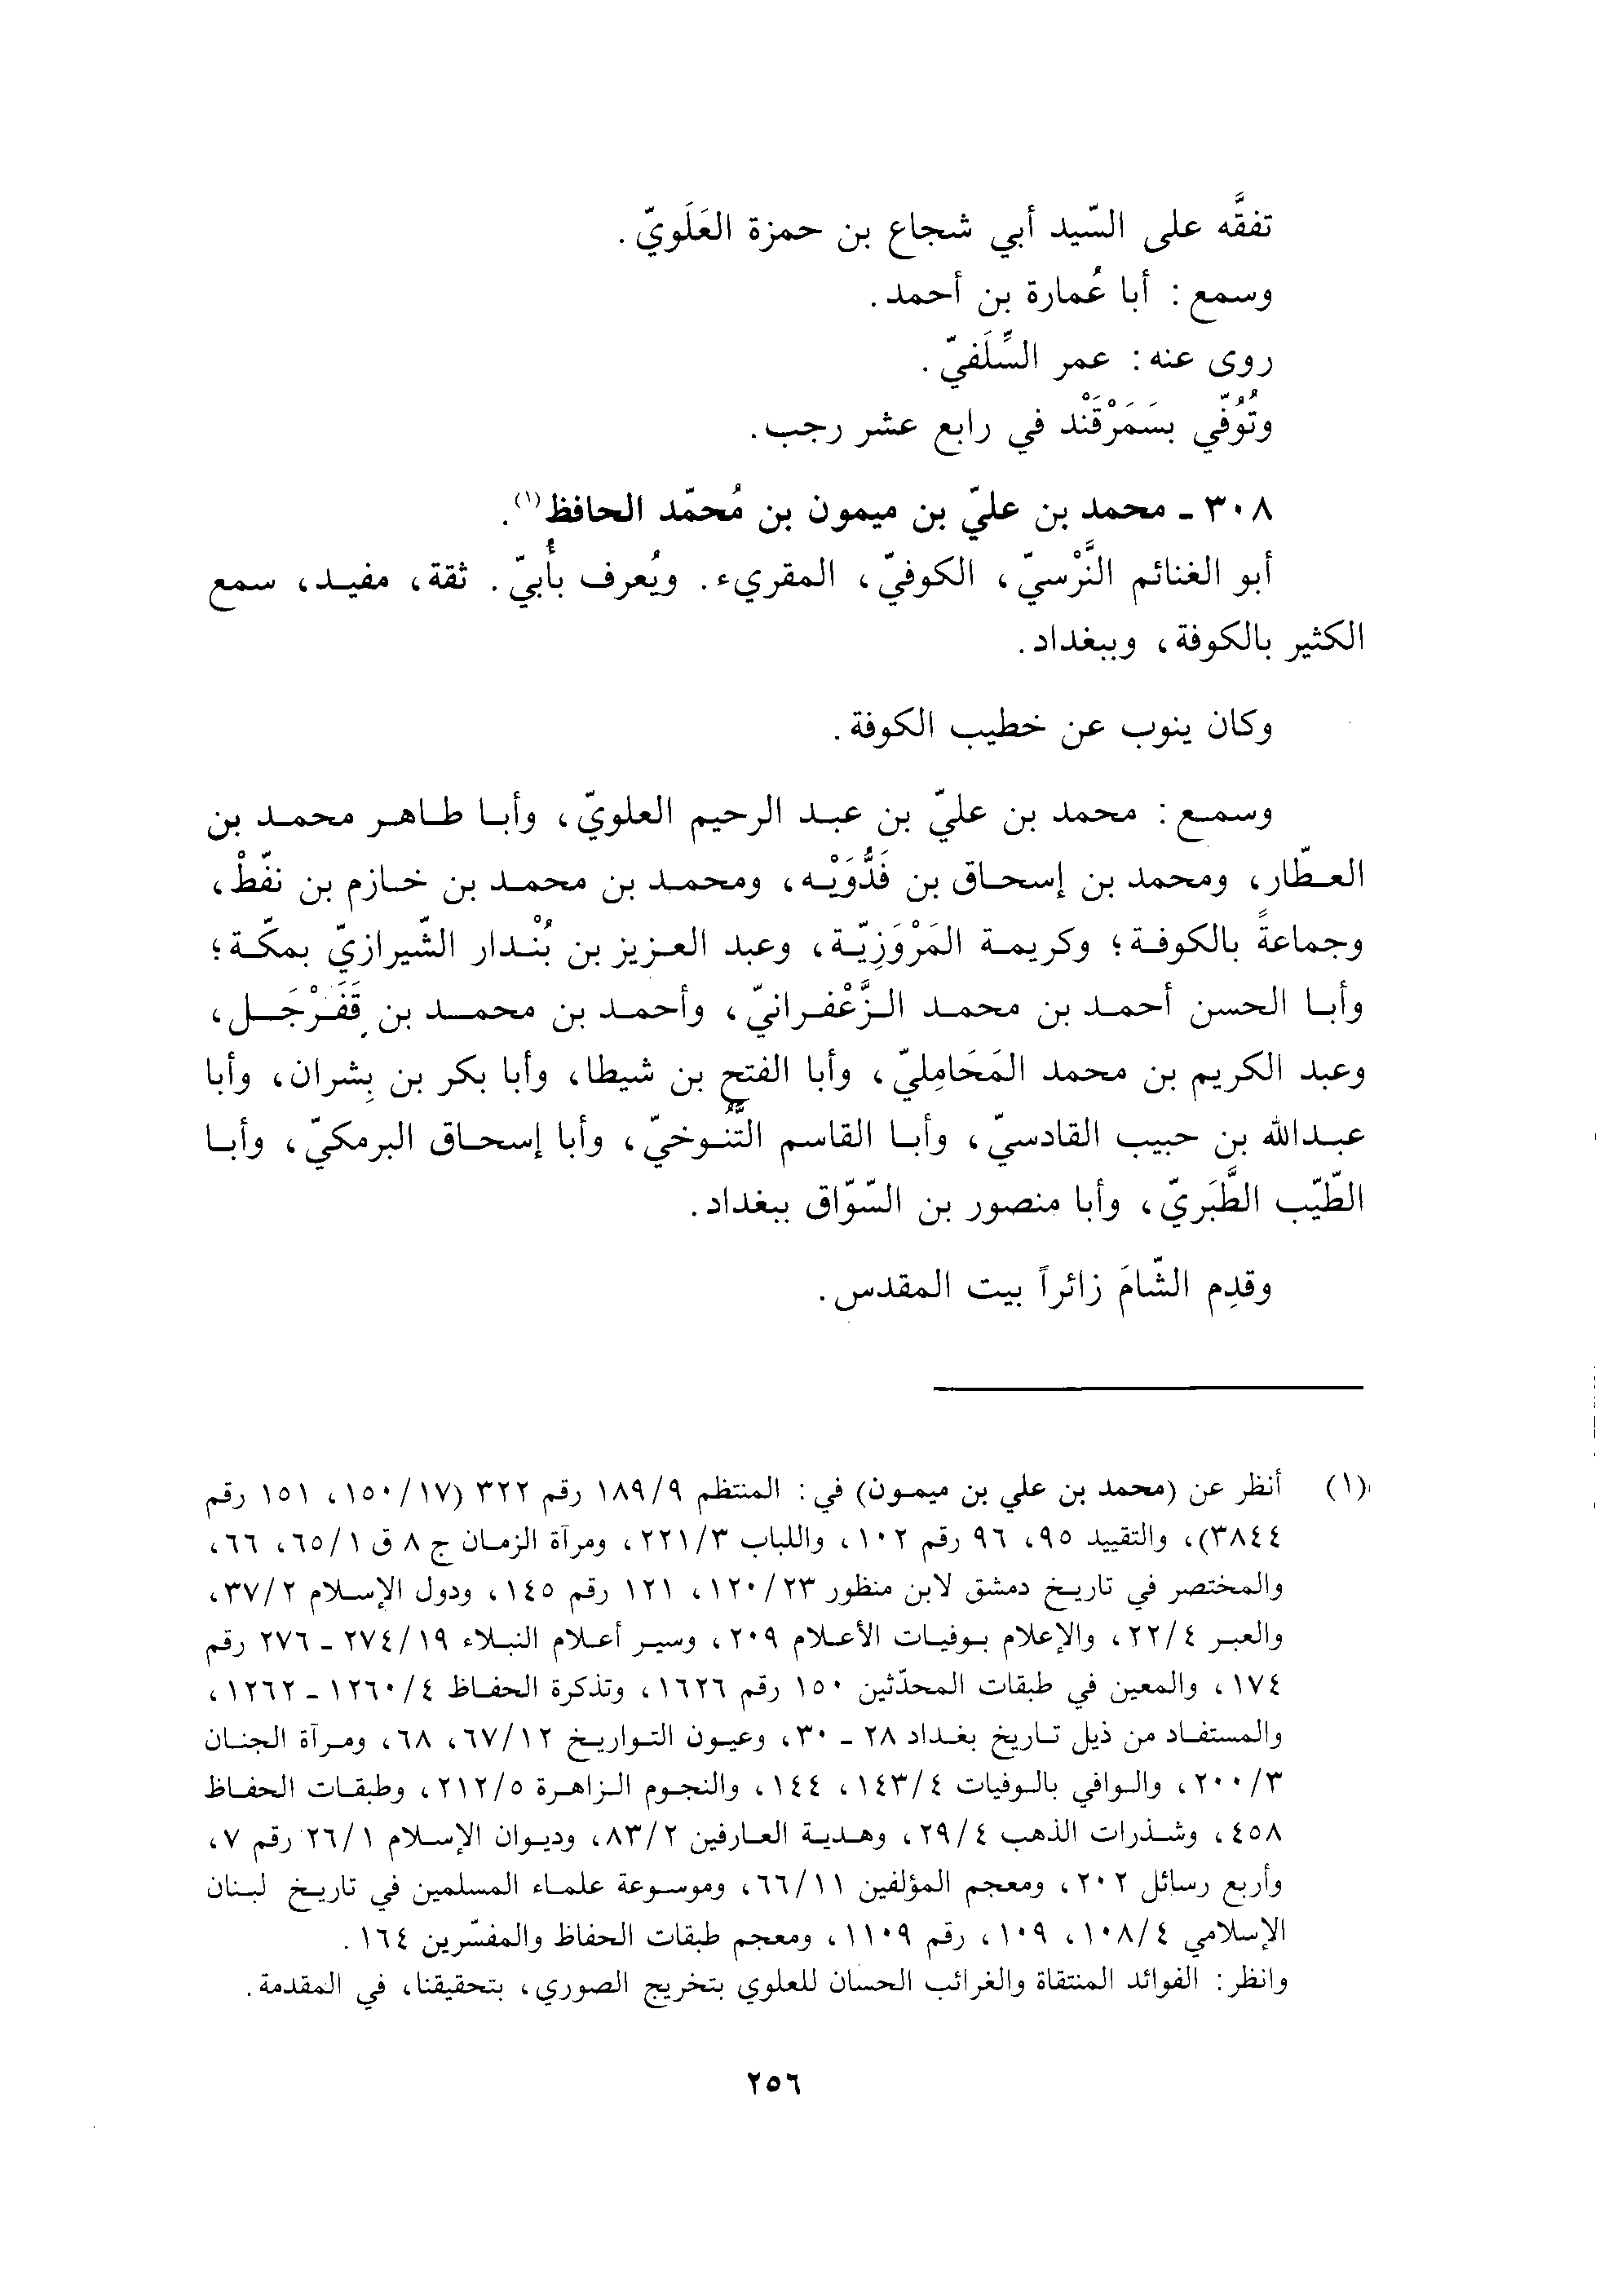 تفقَّه على السّيد أبي شجاع بن حمزة العَلَويّ.
وسمع: أبا عُمارة بن أحمد.
روى عنه: عمر السِّلَفيّ.
وتُوُفّي بسَمَرْقَنْد في رابع عشر رجب.
٣٠٨ ـ محمد بن عليّ بن ميمون بن مُحمّد الحافظ(١).
أبو الغنائم النَّرْسيّ، الكوفيّ، المقريء. ويُعرف بأُبيّ. ثقة، مفيد، سمع
الكثير بالكوفة، وببغداد.
وكان ينوب عن خطيب الكوفة.
وسمع: محمد بن عليّ بن عبد الرحيم العلويّ، وأبا طاهر محمد بن
العطّار، ومحمد بن إسحاق بن فَدُّوَيْه، ومحمد بن محمد بن خازم بن نفّطْ،
وجماعةً بالكوفة؛ وكريمة المَرْوَزِيّة، وعبد العزيز بن بُنْدار الشّيرازيّ بمكّة؛
وأبا الحسن أحمد بن محمد الزَّعْفرانيّ، وأحمد بن محمد بن قَفَرْجَل،
وعبد الكريم بن محمد المَحَامِليّ، وأبا الفتح بن شيطا، وأبا بكر بن بِشران، وأبا
عبدالله بن حبيب القادسيّ، وأبا القاسم التَّنُوخيّ، وأبا إسحاق البرمكيّ، وأبا
الطّيّب الطَّبَريّ، وأبا منصور بن السّوّاق ببغداد.
وقدِم الشّامَ زائراً بيت المقدس.
(١) أنظر عن (محمد بن علي بن ميمون) في: المنتظم ١٨٩/٩ رقم ٣٢٢ (١٥٠/١٧، ١٥١ رقم
٣٨٤٤)، والتقييد ٩٥، ٩٦ رقم ١٠٢، واللباب ٢٢١/٣، ومرآة الزمان ج ٨ ق ٦٥/١، ٦٦،
والمختصر في تاريخ دمشق لابن منظور ١٢٠/٢٣، ١٢١ رقم ١٤٥، ودول الإسلام ٣٧/٢،
والعبر ٢٢/٤، والإعلام بوفيات الأعلام ٢٠٩، وسير أعلام النبلاء ٢٧٤/١٩ ـ ٢٧٦ رقم
١٧٤، والمعين في طبقات المحدّثين ١٥٠ رقم ١٦٢٦، وتذكرة الحفاظ ١٢٦٠/٤ ـ ١٢٦٢،
والمستفاد من ذيل تاريخ بغداد ٢٨ ـ ٣٠، وعيون التواريخ ٦٧/١٢، ٦٨، ومرآة الجنان
٢٠٠/٣، والوافي بالوفيات ١٤٣/٤، ١٤٤، والنجوم الزاهرة ٢١٢/٥، وطبقات الحفاظ
٤٥٨، وشذرات الذهب ٢٩/٤، وهدية العارفين ٨٣/٢، وديوان الإسلام ٢٦/١ رقم ٧،
وأربع رسائل ٢٠٢، ومعجم المؤلفين ٦٦/١١، وموسوعة علماء المسلمين في تاريخ لبنان
الإسلامي ١٠٨/٤، ١٠٩، رقم ١١٠٩، ومعجم طبقات الحفاظ والمفسّرين ١٦٤.
وانظر: الفوائد المنتقاة والغرائب الحسان للعلوي بتخريج الصوري، بتحقيقنا، في المقدمة.
٢٥٦